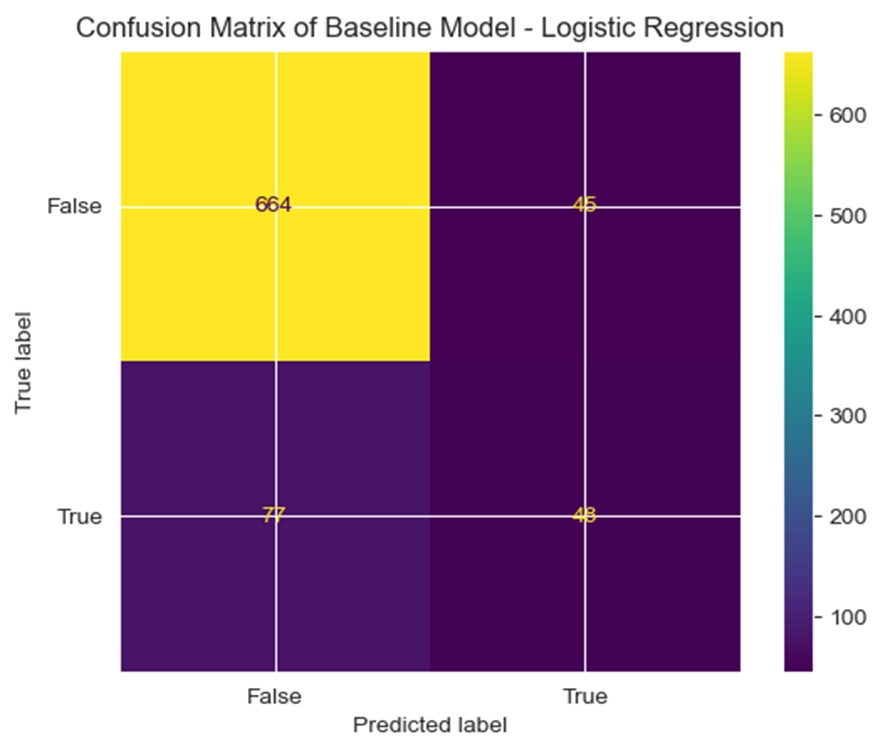 Confusion Matrix of Baseline Model - Logistic Regression
False
664
45
True
77
48
False
True
Predicted label
True label
600
500
400
300
200
100